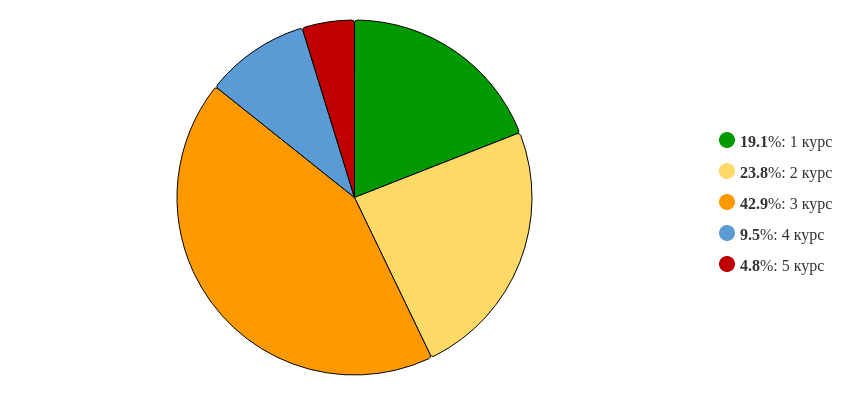 19.1%: 1 курс
23.8%: 2 курс
42.9%: 3 курс
9.5%: 4 курс
4.8%: 5 курс